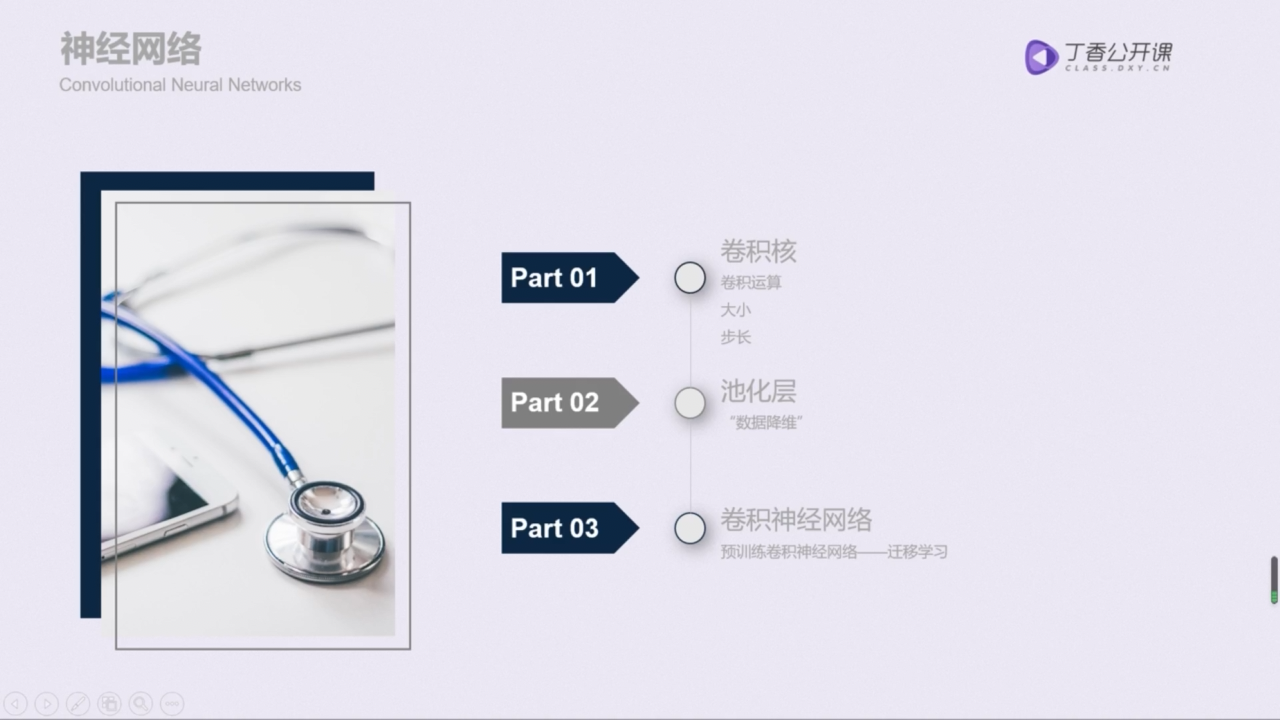 神经网络
Convolutional Neural Networks
丁香公开课
CLASS.DXY.CN
Part 01
卷积核
卷积运算
大小
步长
Part 02
池化层
“数据降维”
Part 03
卷积神经网络
预训练卷积神经网络——迁移学习